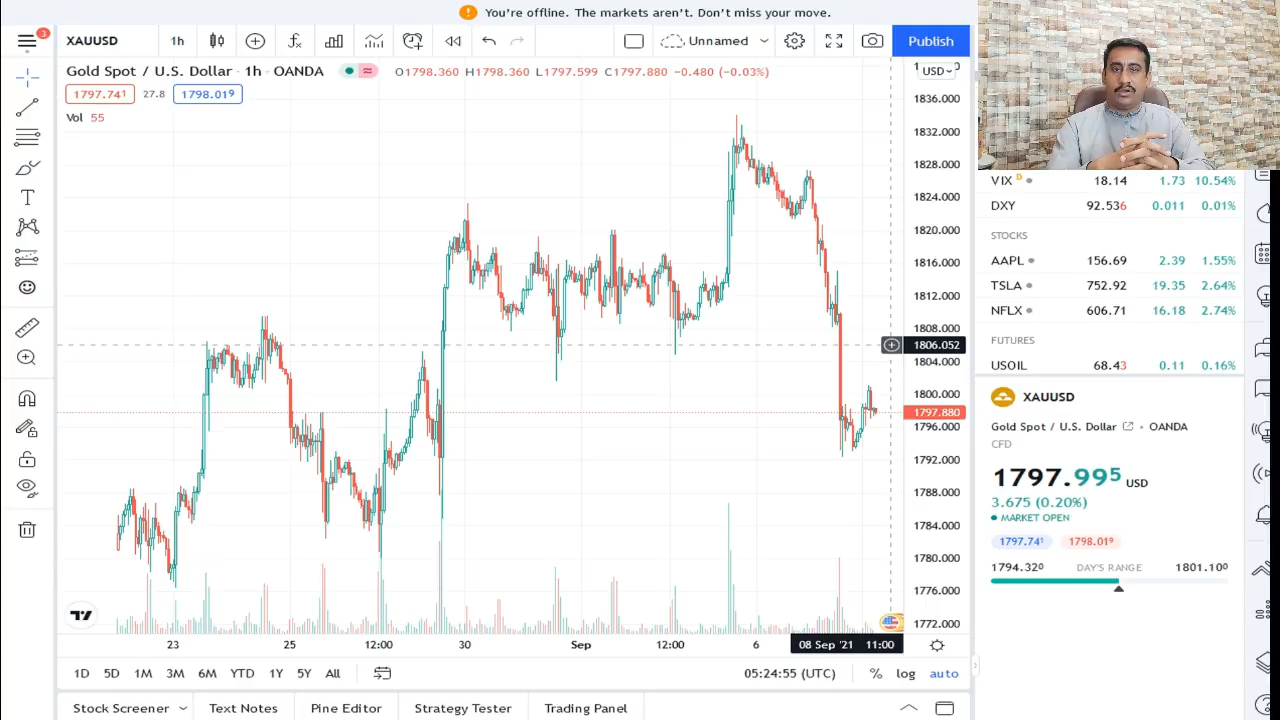 You're offline. The markets aren't. Don't miss your move.
3
XAUUSD 1h Unnamed Publish
Gold Spot / U.S. Dollar · 1h · OANDA O1798.360 H1798.360 L1797.599 C1797.880 −0.480 (−0.03%)
1797.741 27.8 1798.019
Vol 55
USD
1836.000
1832.000
1828.000
1824.000
1820.000
1816.000
1812.000
1808.000
1806.052
1804.000
1800.000
1797.880
1796.000
1792.000
1788.000
1784.000
1780.000
1776.000
1772.000
23 25 12:00 30 Sep 12:00 6 08 Sep '21 11:00
1D 5D 1M 3M 6M YTD 1Y 5Y All 05:24:55 (UTC) % log auto
Stock Screener Text Notes Pine Editor Strategy Tester Trading Panel
VIX D 18.14 1.73 10.54%
DXY 92.536 0.011 0.01%
STOCKS
AAPL 156.69 2.39 1.55%
TSLA 752.92 19.35 2.64%
NFLX 606.71 16.18 2.74%
FUTURES
USOIL 68.43 0.11 0.16%
XAUUSD
Gold Spot / U.S. Dollar • OANDA
CFD
1797.995 USD
3.675 (0.20%)
MARKET OPEN
1797.741 1798.019
1794.320 DAY'S RANGE 1801.100